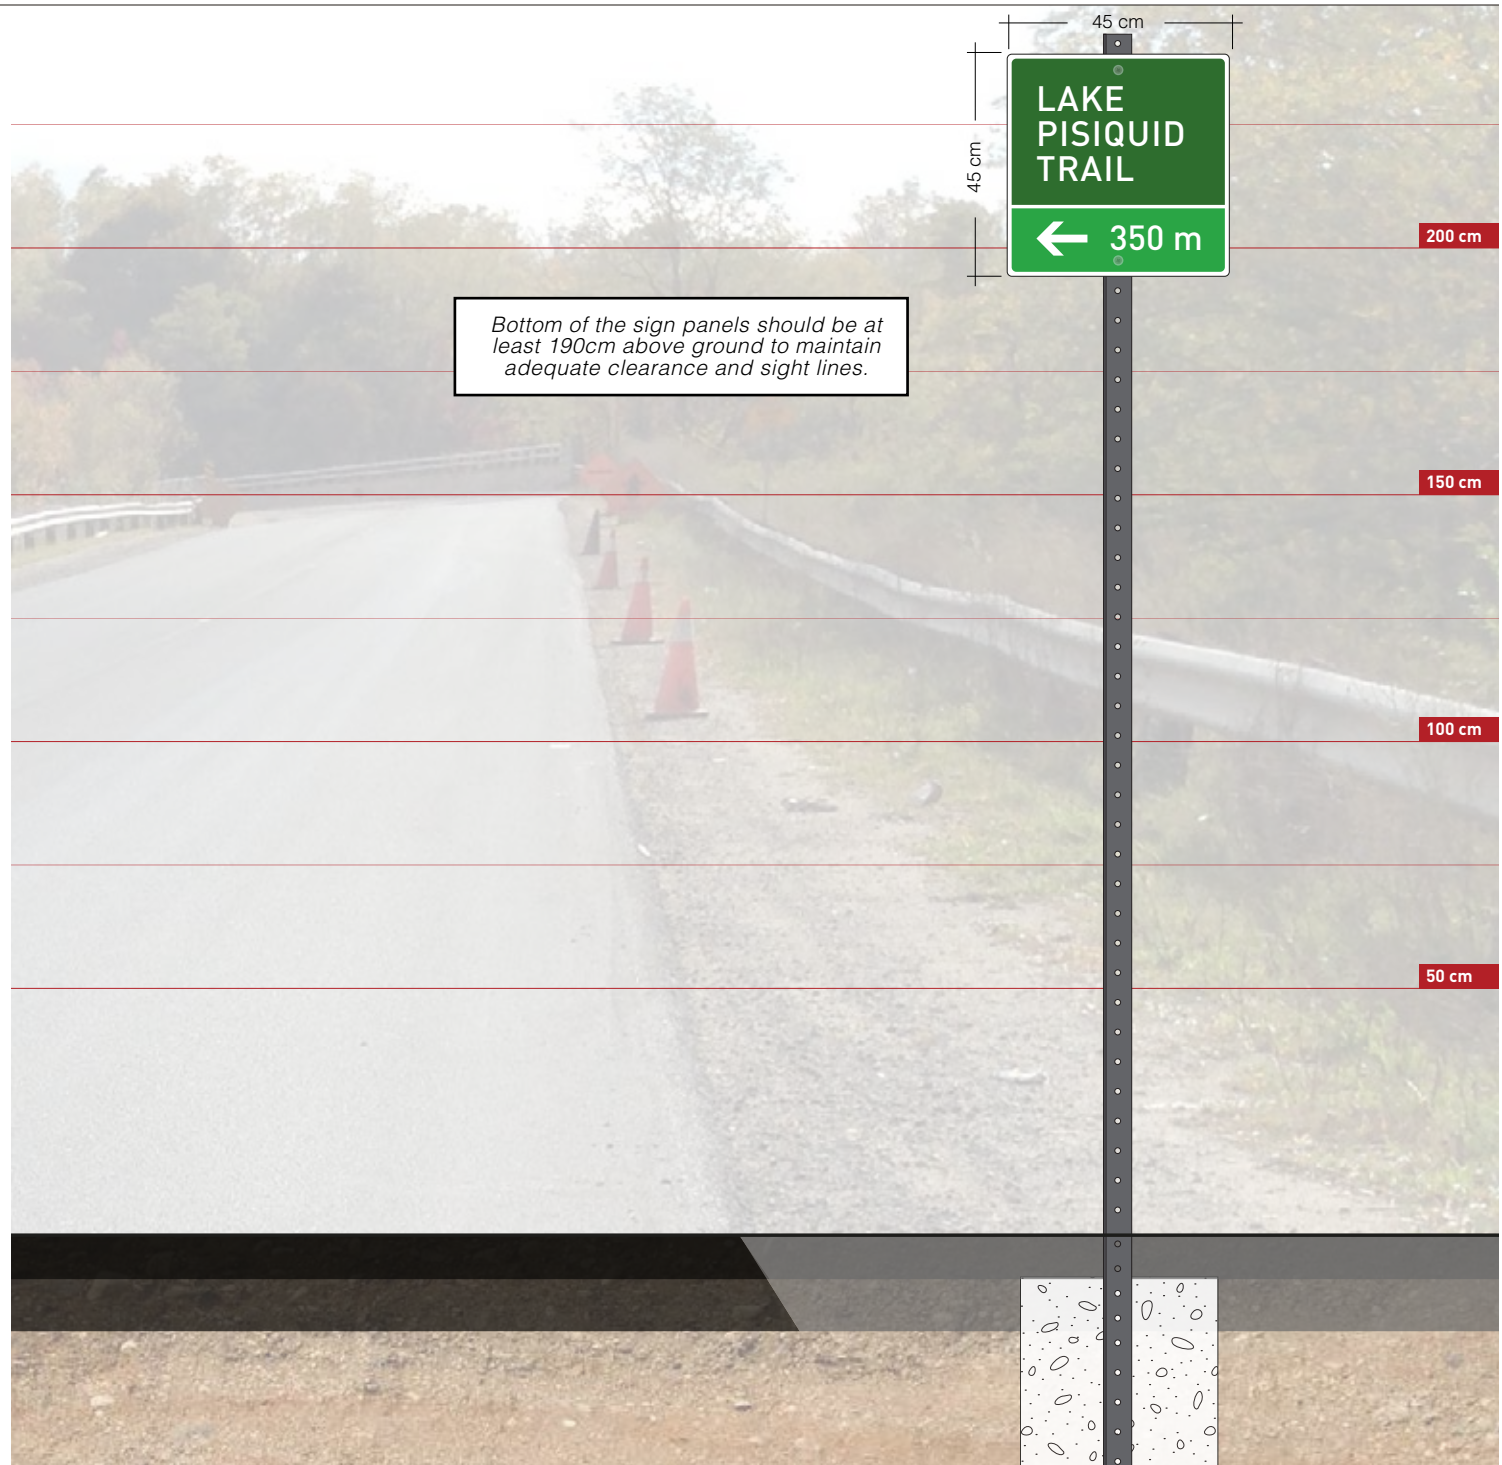 45 cm
45 cm
LAKE
PISIQUID
TRAIL
350 m
200 cm
Bottom of the sign panels should be at
least 190cm above ground to maintain
adequate clearance and sight lines.
150 cm
100 cm
50 cm